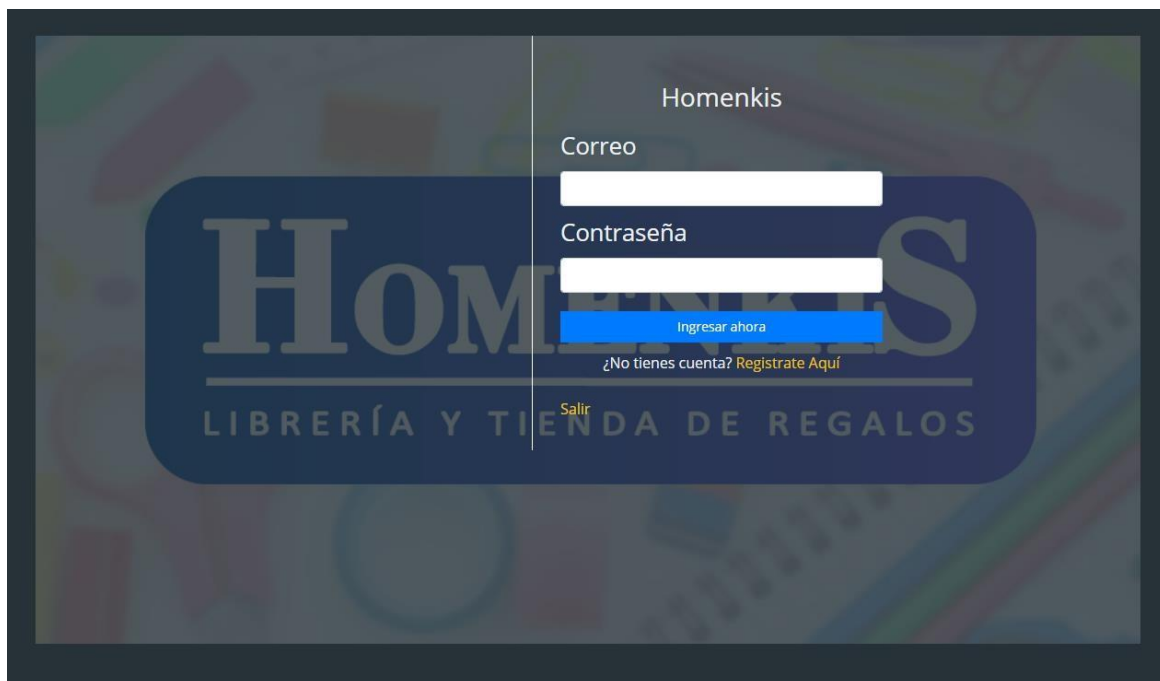 Homenkis
Correo
Contraseña
Ingresar ahora
¿No tienes cuenta? Registrate Aquí
Salir
HOMENKIS
LIBRERÍA Y TIENDA DE REGALOS